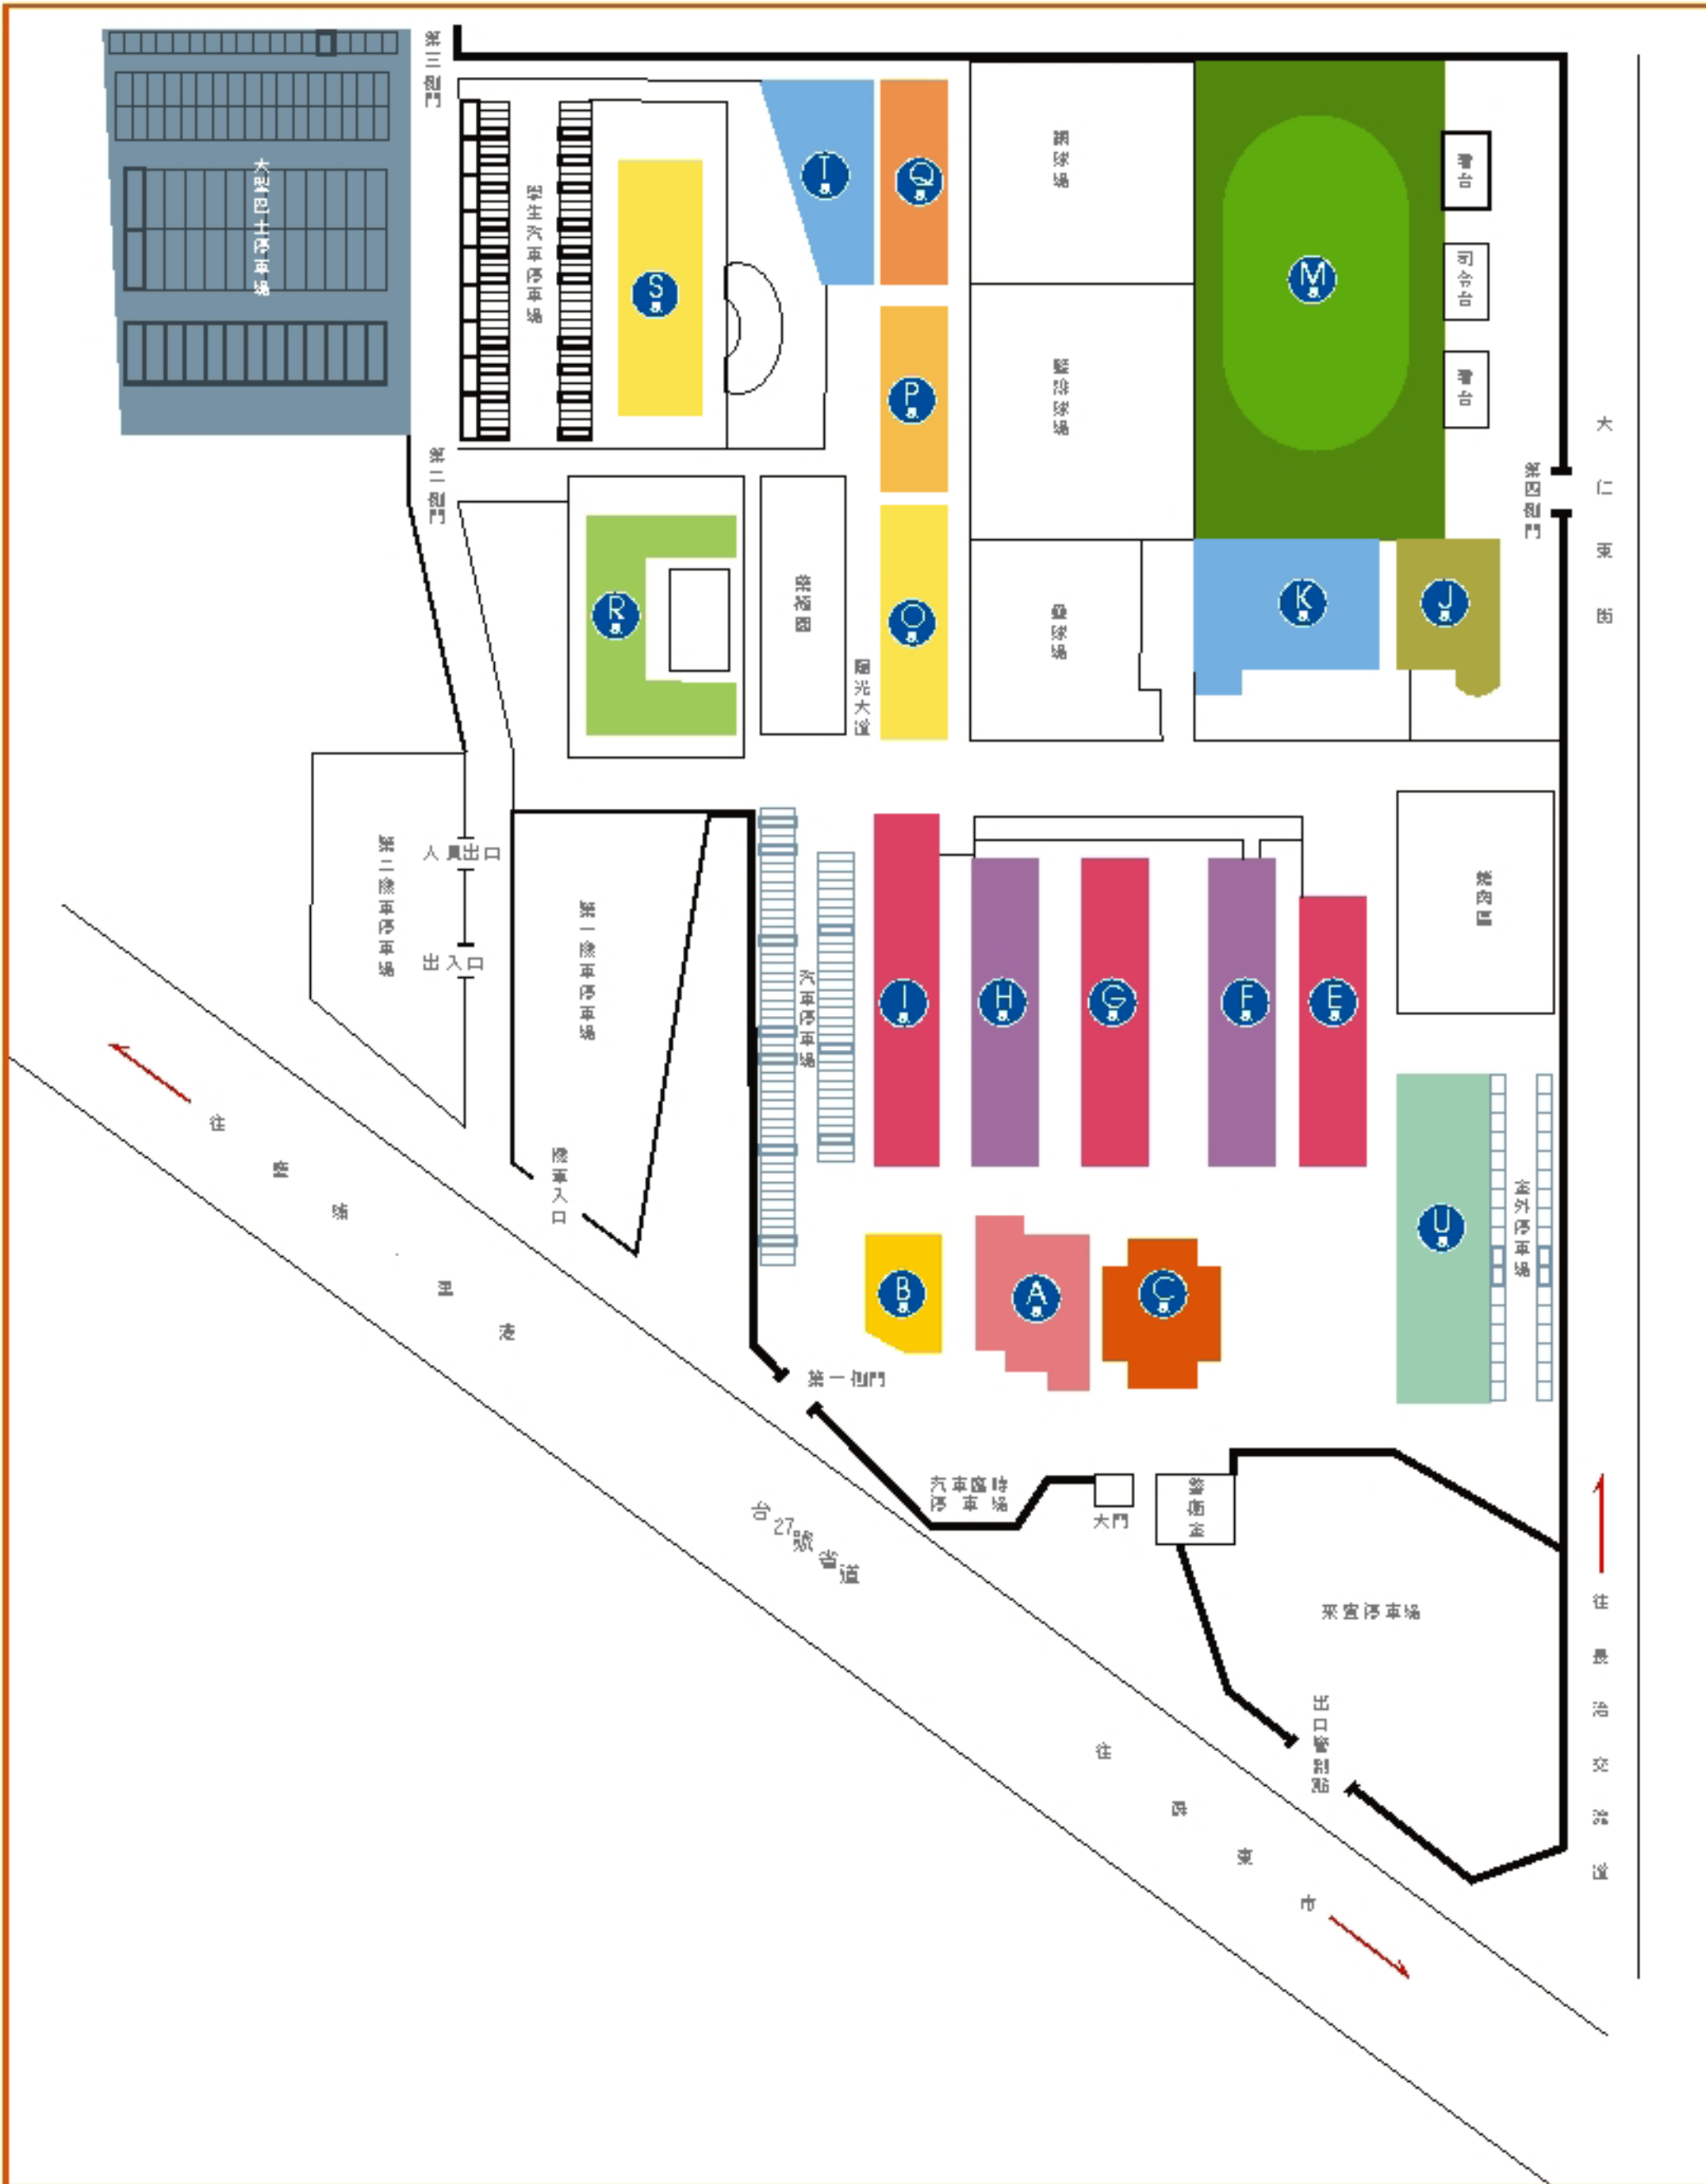 第三側門
大型巴士停車場
學生汽車停車場
T
Q
S
P
網球場
籃排球場
M
看台
司令台
看台
第二側門
第四側門
大仁東街
R
O
陽光大道
壘球場
K
J
人員出口
出入口
第二機車停車場
第一機車停車場
機車入口
汽車停車場
I
H
G
F
E
烤肉區
U
室外停車場
B
A
C
第一側門
往
里港
台27號省道
汽車臨時
停車場
大門
警衛室
來賓停車場
出口管制站
往屏東市
往長治交流道